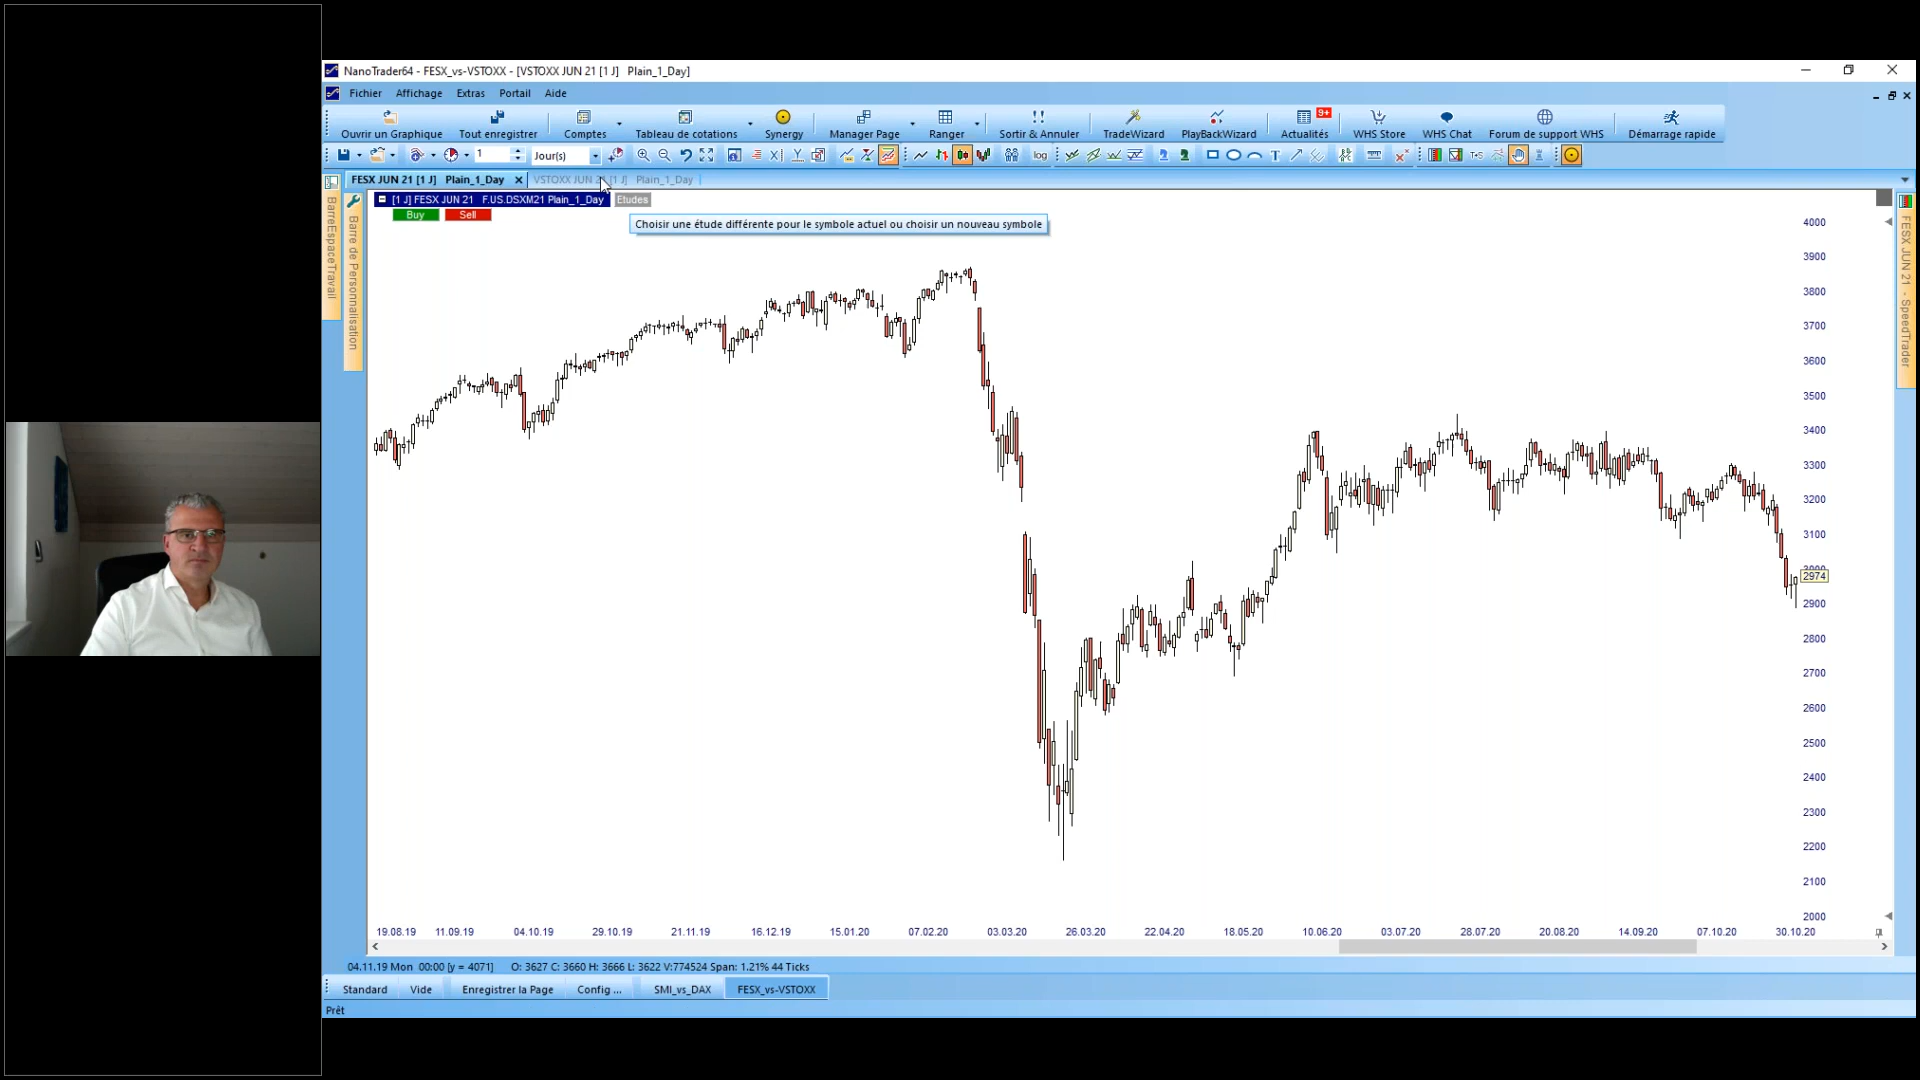 NanoTrader64 - FESX_vs-VSTOXX - [VSTOXX JUN 21 [1 J]   Plain_1_Day]
Fichier Affichage Extras Portail Aide
Ouvrir un Graphique Tout enregistrer Comptes Tableau de cotations Synergy Manager Page Ranger Sortir & Annuler TradeWizard PlayBackWizard Actualités 9+ WHS Store WHS Chat Forum de support WHS Démarrage rapide
1 Jour(s) log T+S
FESX JUN 21 [1 J]   Plain_1_Day VSTOXX JUN 21 [1 J]   Plain_1_Day
[1 J] FESX JUN 21   F.US.DSXM21 Plain_1_Day Etudes
Buy Sell
Choisir une étude différente pour le symbole actuel ou choisir un nouveau symbole
BarreEspaceTravail
Barre de Personnalisation
FESX JUN 21 - SpeedTrader
4000
3900
3800
3700
3600
3500
3400
3300
3200
3100
3000
2974
2900
2800
2700
2600
2500
2400
2300
2200
2100
2000
19.08.19 11.09.19 04.10.19 29.10.19 21.11.19 16.12.19 15.01.20 07.02.20 03.03.20 26.03.20 22.04.20 18.05.20 10.06.20 03.07.20 28.07.20 20.08.20 14.09.20 07.10.20 30.10.20
04.11.19 Mon 00:00 [y = 4071] O: 3627 C: 3660 H: 3666 L: 3622 V:774524 Span: 1.21% 44 Ticks
Standard Vide Enregistrer la Page Config ... SMI_vs_DAX FESX_vs-VSTOXX
Prêt